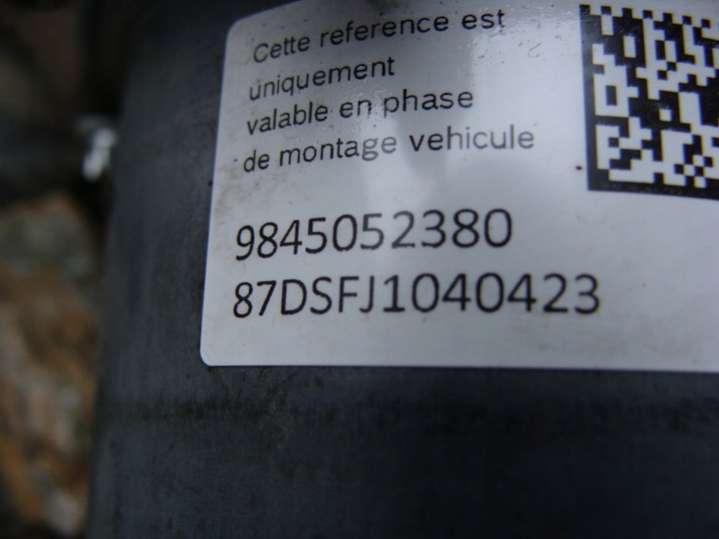 Cette reference est
uniquement
valable en phase
de montage vehicule
9845052380
87DSFJ1040423